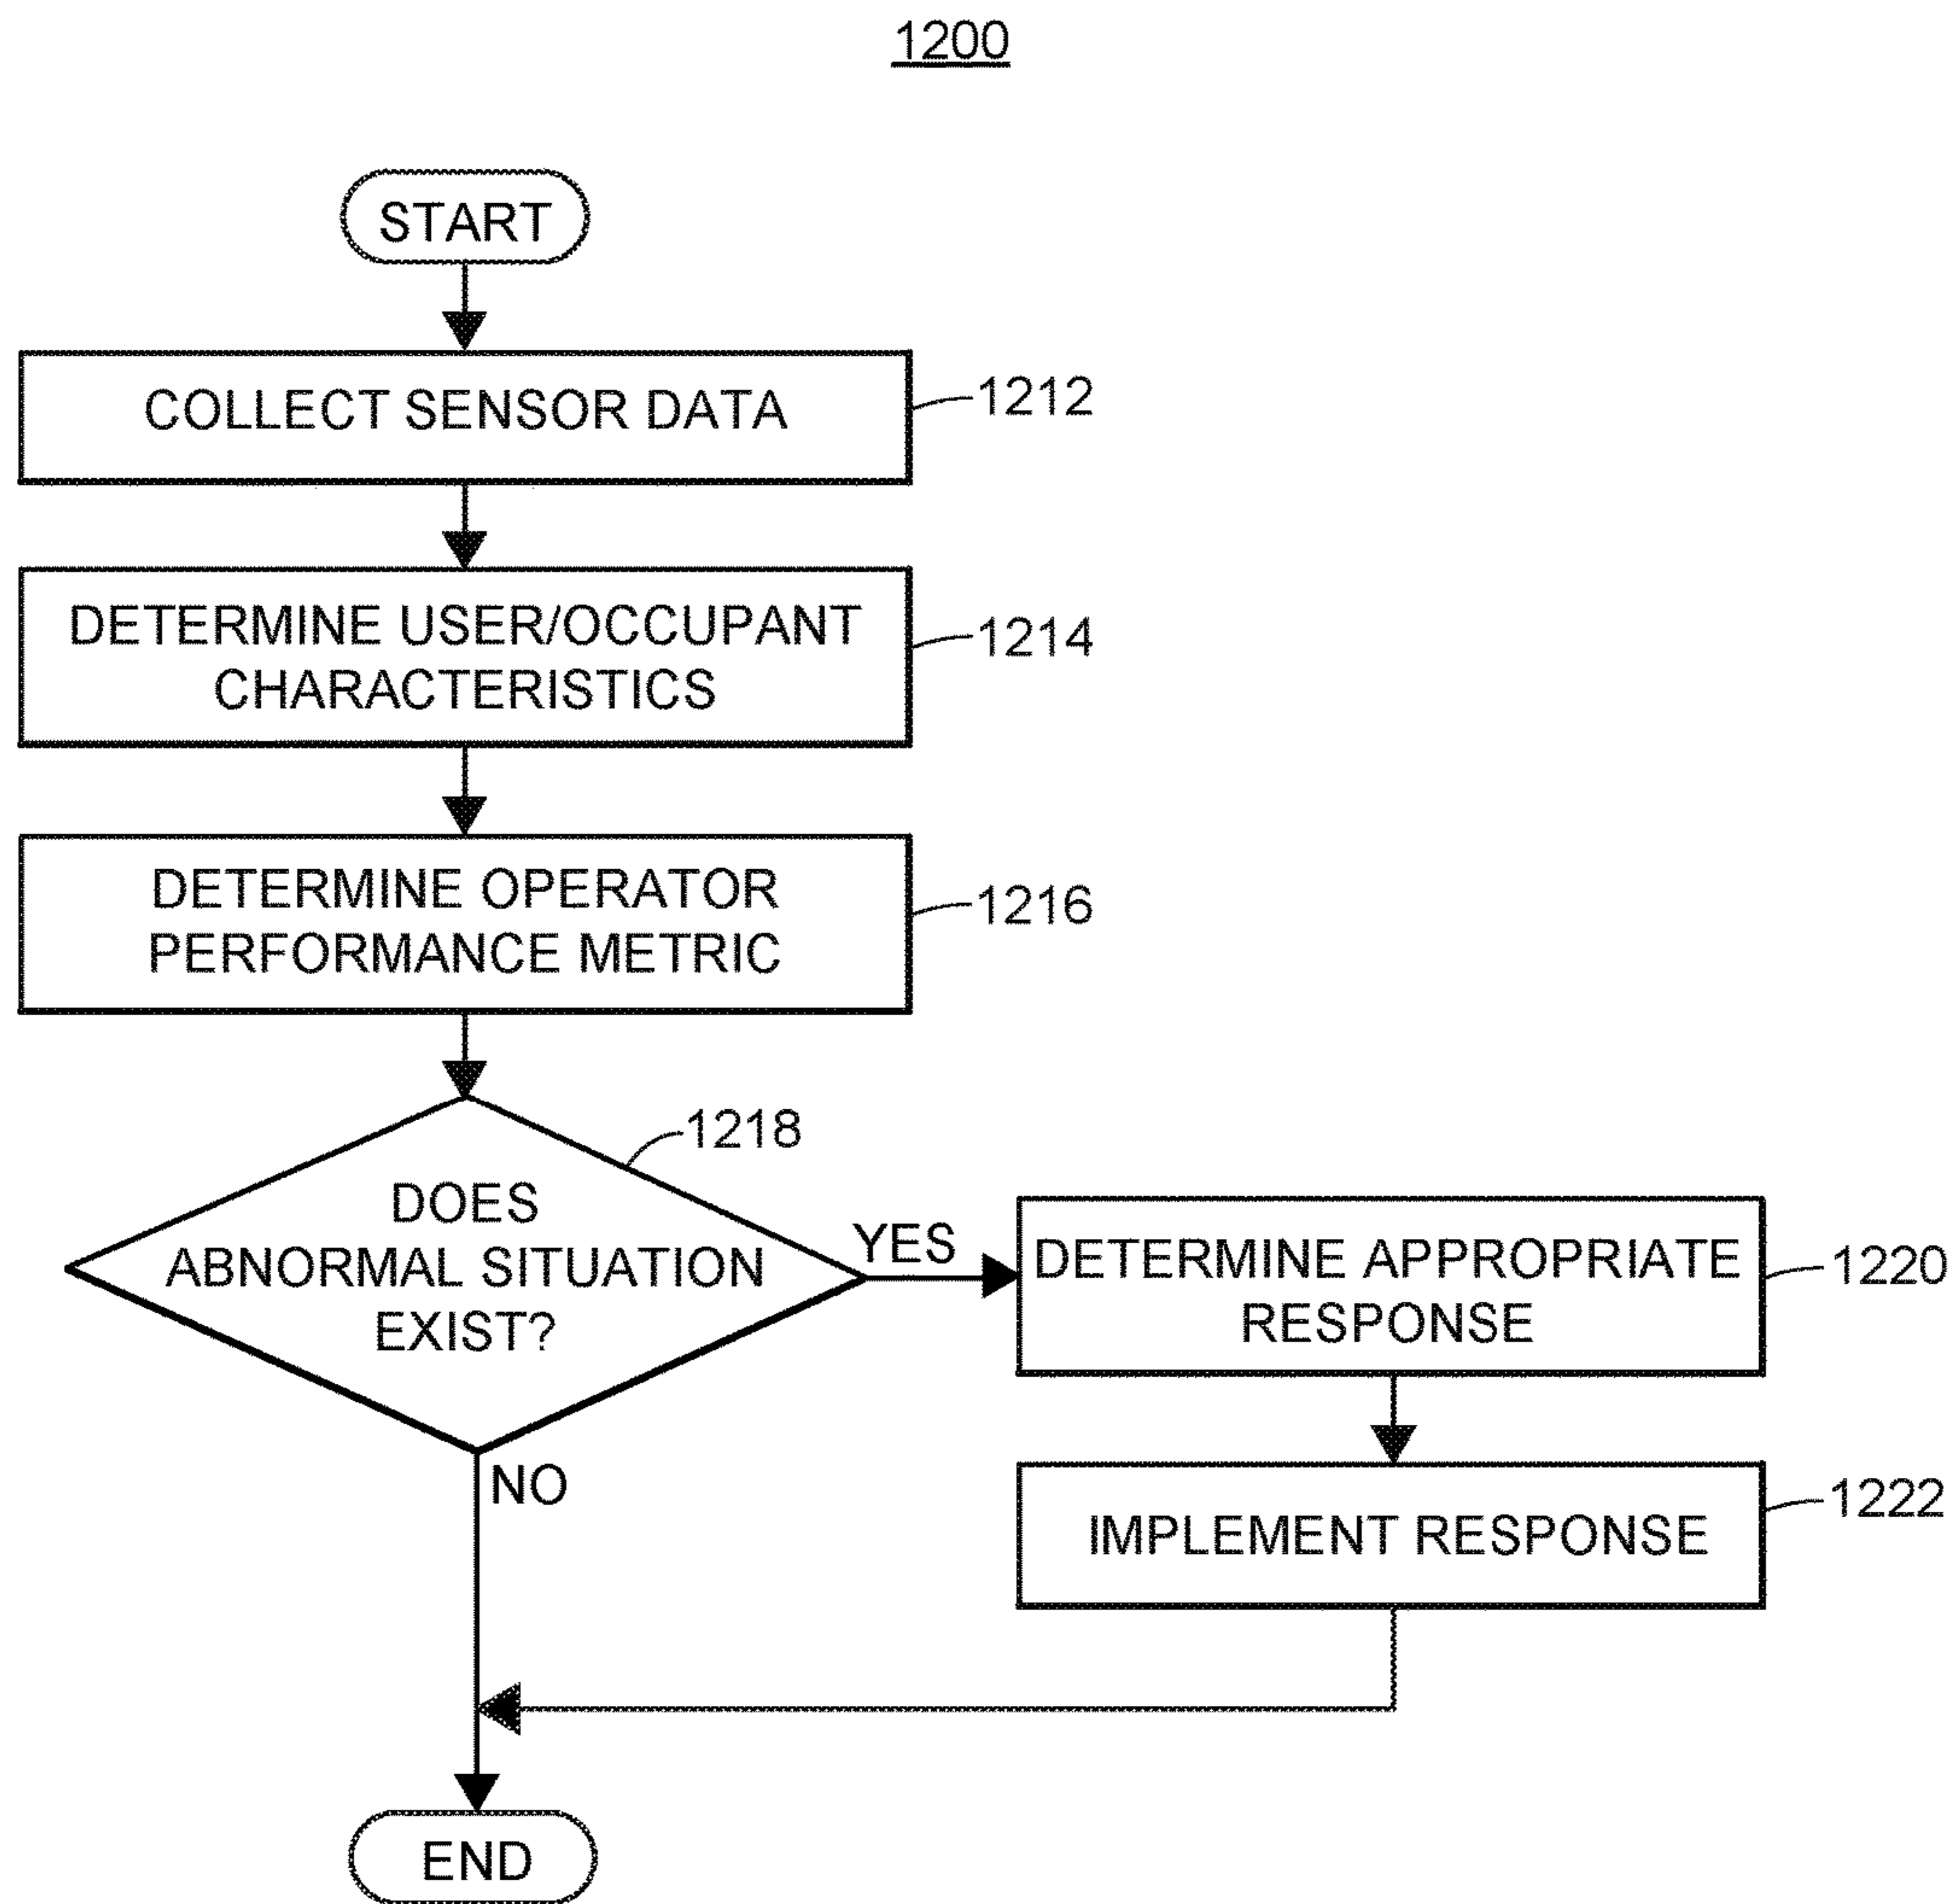 1200
START
COLLECT SENSOR DATA
1212
DETERMINE USER/OCCUPANT
CHARACTERISTICS
1214
DETERMINE OPERATOR
PERFORMANCE METRIC
1216
1218
DOES
ABNORMAL SITUATION
EXIST?
YES
NO
DETERMINE APPROPRIATE
RESPONSE
1220
IMPLEMENT RESPONSE
1222
END